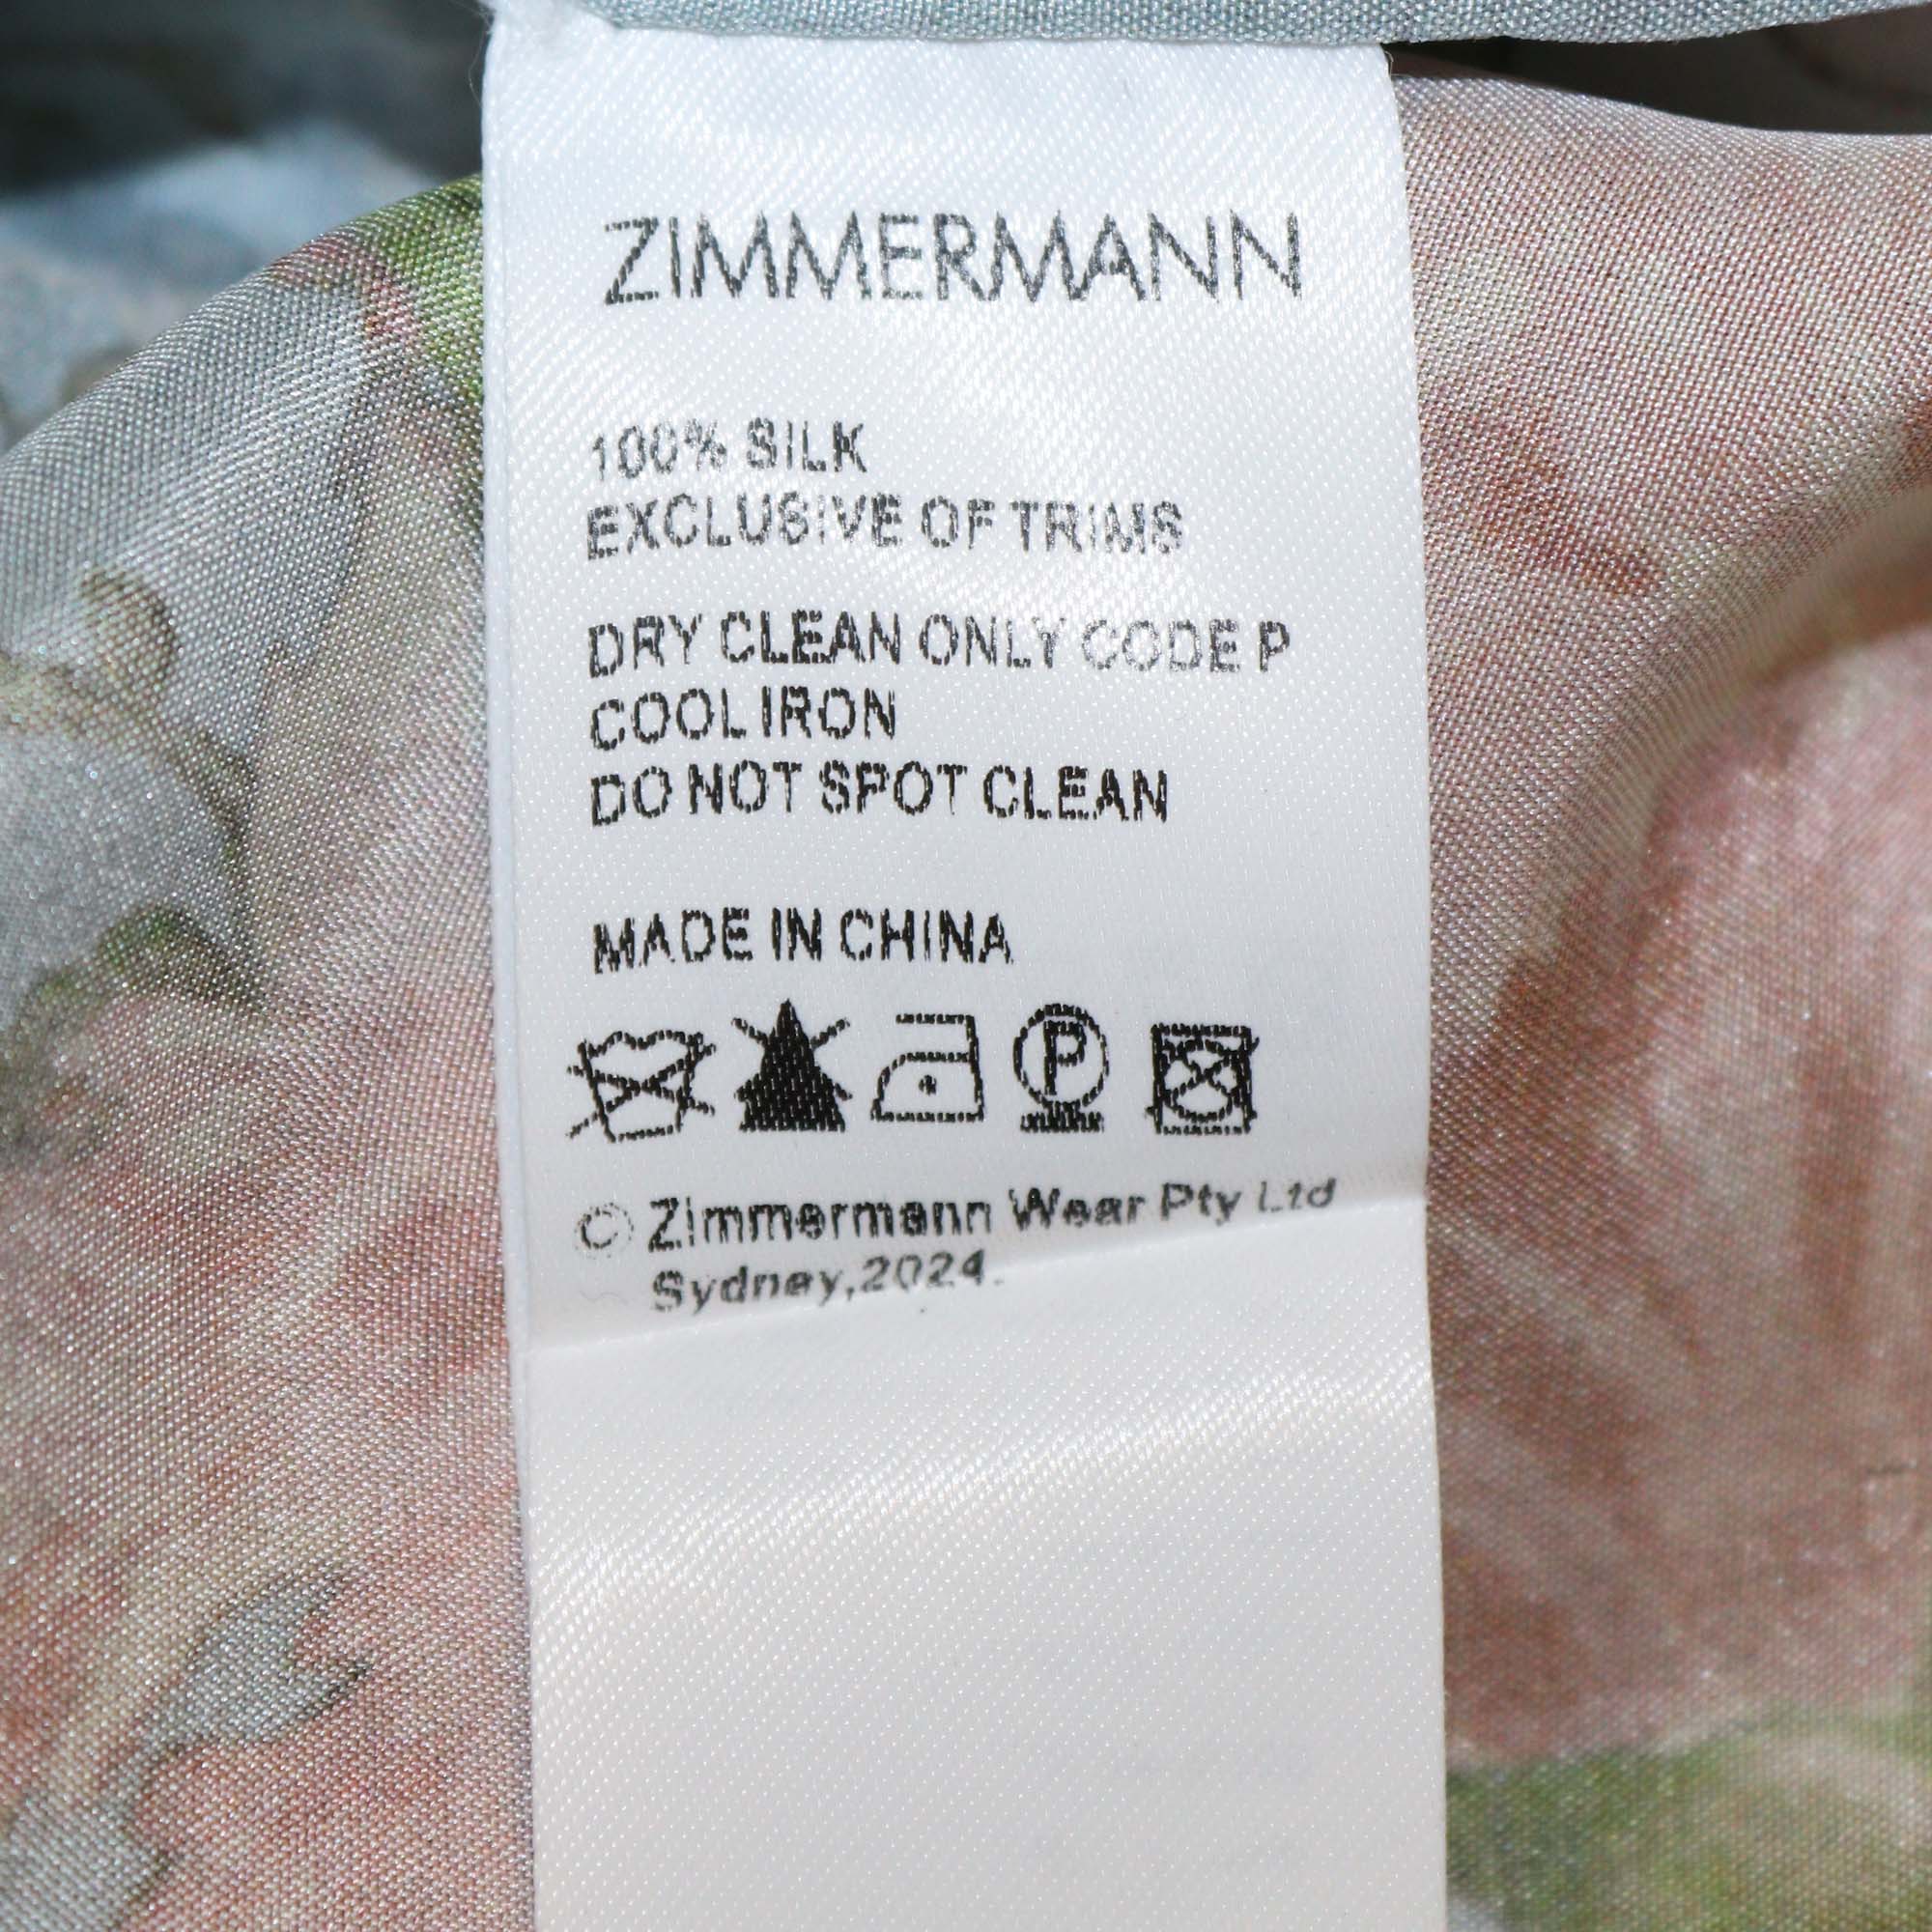 ZIMMERMANN
100% SILK
EXCLUSIVE OF TRIMS
DRY CLEAN ONLY CODE P
COOL IRON
DO NOT SPOT CLEAN
MADE IN CHINA
P
© Zimmermann Wear Pty Ltd
Sydney,2024.